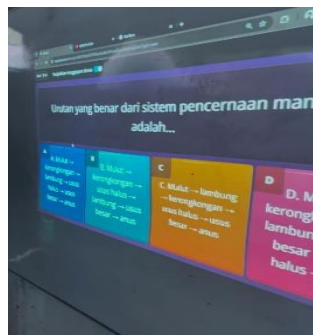 Urutan yang benar dari sistem pencernaan man
adalah...
A
A. Mulut →
kerongkongan →
lambung → usus
halus → usus
besar → anus
B
B. Mulut →
kerongkongan →
usus halus →
lambung → usus
besar → anus
C
C. Mulut → lambung
→ kerongkongan →
usus halus → usus
besar → anus
D
D. M
kerong
lambun
besar
halus